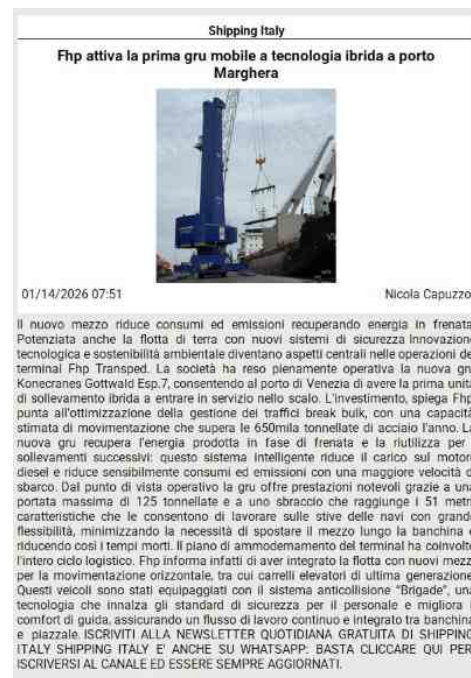 Shipping Italy
Fhp attiva la prima gru mobile a tecnologia ibrida a porto
Marghera
01/14/2026 07:51
Nicola Capuzzo
Il nuovo mezzo riduce consumi ed emissioni recuperando energia in frenata
Potenziata anche la flotta di terra con nuovi sistemi di sicurezza Innovazione
tecnologica e sostenibilità ambientale diventano aspetti centrali nelle operazioni de
terminal Fhp Transped. La società ha reso pienamente operativa la nuova gru
Konecranes Gottwald Esp.7, consentendo al porto di Venezia di avere la prima unità
di sollevamento ibrida a entrare in servizio nello scalo. L'investimento, spiega Fhp
punta all'ottimizzazione della gestione dei traffici break bulk, con una capacità
stimata di movimentazione che supera le 650mila tonnellate di acciaio l'anno. La
nuova gru recupera l'energia prodotta in fase di frenata e la riutilizza per
sollevamenti successivi: questo sistema intelligente riduce il carico sul motore
diesel e riduce sensibilmente consumi ed emissioni con una maggiore velocità d
sbarco. Dal punto di vista operativo la gru offre prestazioni notevoli grazie a una
portata massima di 125 tonnellate e a uno sbraccio che raggiunge i 51 metri
caratteristiche che le consentono di lavorare sulle stive delle navi con grande
flessibilità, minimizzando la necessità di spostare il mezzo lungo la banchina e
riducendo così i tempi morti. Il piano di ammodernamento del terminal ha coinvolto
l'intero ciclo logistico. Fhp informa infatti di aver integrato la flotta con nuovi mezzi
per la movimentazione orizzontale, tra cui carrelli elevatori di ultima generazione
Questi veicoli sono stati equipaggiati con il sistema anticollisione "Brigade", una
tecnologia che innalza gli standard di sicurezza per il personale e migliora i
comfort di guida, assicurando un flusso di lavoro continuo e integrato tra banchina
e piazzale. ISCRIVITI ALLA NEWSLETTER QUOTIDIANA GRATUITA DI SHIPPING
ITALY SHIPPING ITALY E' ANCHE SU WHATSAPP: BASTA CLICCARE QUI PER
ISCRIVERSI AL CANALE ED ESSERE SEMPRE AGGIORNATI.